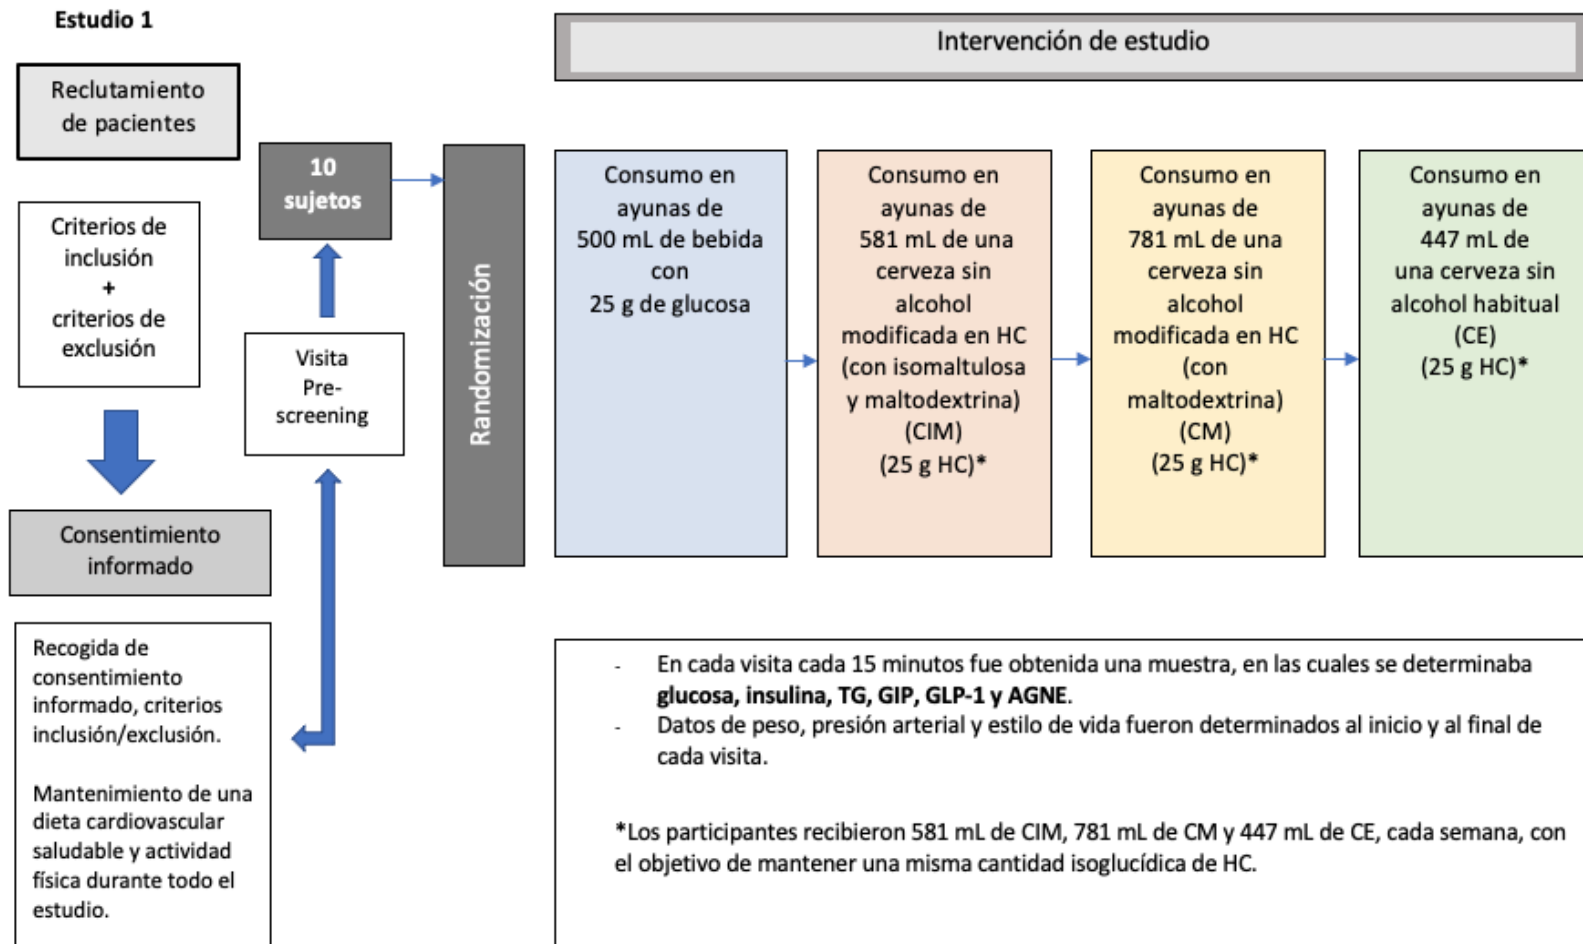 Estudio 1
Reclutamiento
de pacientes
Criterios de
inclusión
+
criterios de
exclusión
Consentimiento
informado
Recogida de
consentimiento
informado, criterios
inclusión/exclusión.
Mantenimiento de una
dieta cardiovascular
saludable y actividad
física durante todo el
estudio.
Visita
Pre-
screening
10
sujetos
Randomización
Intervención de estudio
Consumo en
ayunas de
500 mL de bebida
con
25 g de glucosa
Consumo en
ayunas de
581 mL de una
cerveza sin
alcohol
modificada en HC
(con isomaltulosa
y maltodextrina)
(CIM)
(25 g HC)*
Consumo en
ayunas de
781 mL de una
cerveza sin
alcohol
modificada en HC
(con
maltodextrina)
(CM)
(25 g HC)*
Consumo en
ayunas de
447 mL de
una cerveza sin
alcohol habitual
(CE)
(25 g HC)*
- En cada visita cada 15 minutos fue obtenida una muestra, en las cuales se determinaba
glucosa, insulina, TG, GIP, GLP-1 y AGNE.
- Datos de peso, presión arterial y estilo de vida fueron determinados al inicio y al final de
cada visita.
*Los participantes recibieron 581 mL de CIM, 781 mL de CM y 447 mL de CE, cada semana, con
el objetivo de mantener una misma cantidad isoglucídica de HC.